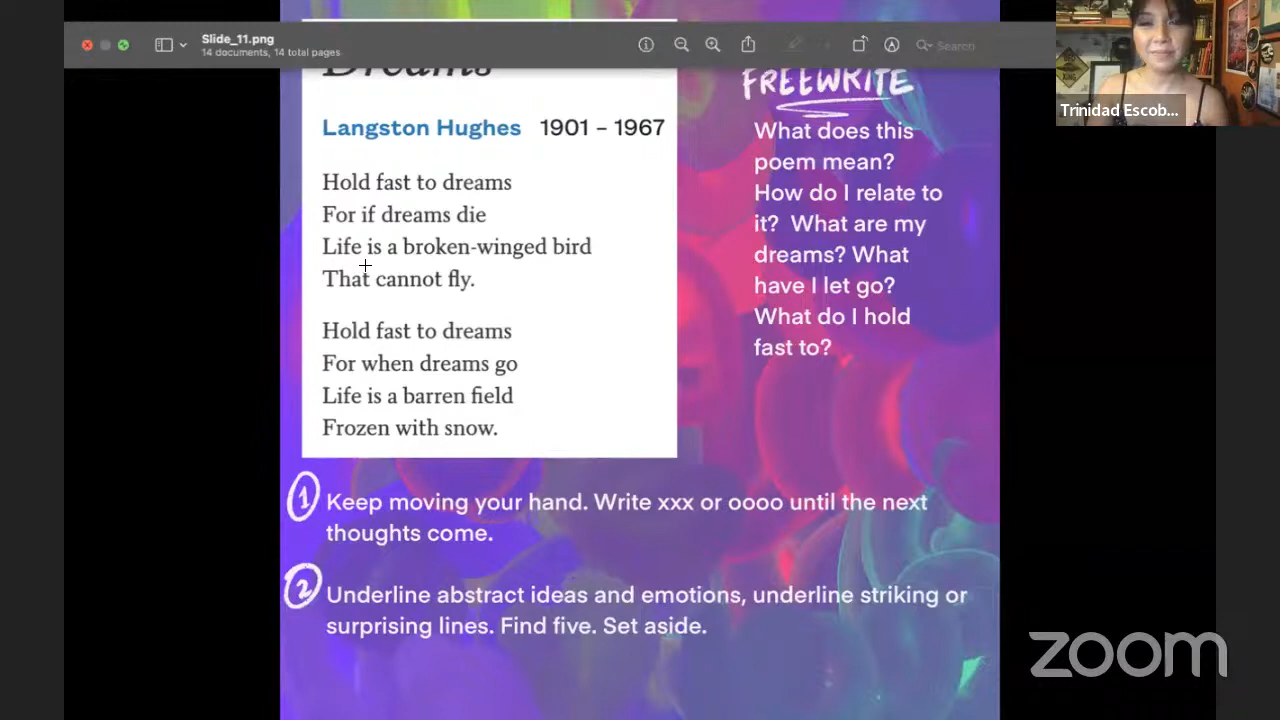 Slide_11.png
14 documents, 14 total pages
Search
Dreams
Langston Hughes 1901 – 1967
Hold fast to dreams
For if dreams die
Life is a broken-winged bird
That cannot fly.
Hold fast to dreams
For when dreams go
Life is a barren field
Frozen with snow.
FREEWRITE
What does this
poem mean?
How do I relate to
it? What are my
dreams? What
have I let go?
What do I hold
fast to?
1 Keep moving your hand. Write xxx or oooo until the next
thoughts come.
2 Underline abstract ideas and emotions, underline striking or
surprising lines. Find five. Set aside.
Trinidad Escob...
zoom